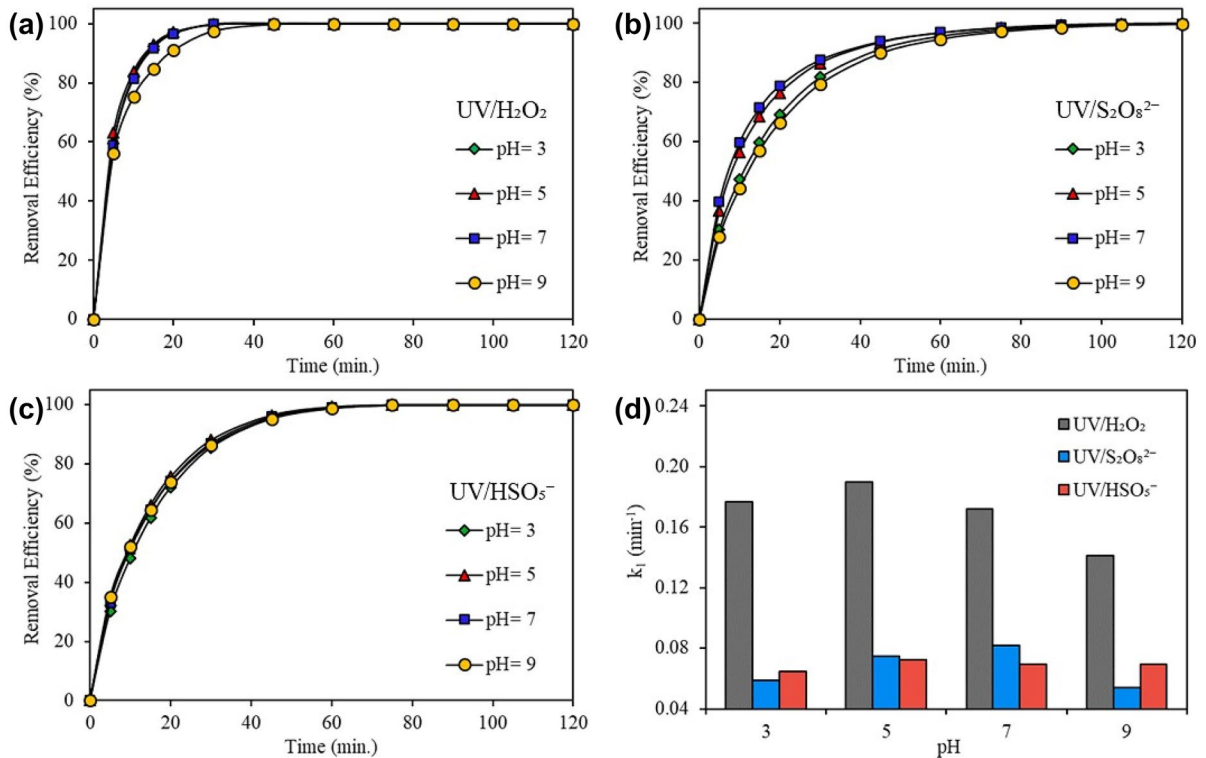 (a)
100
80
60
40
20
0
Removal Efficiency (%)
UV/H₂O₂
pH= 3
pH= 5
pH= 7
pH= 9
0 20 40 60 80 100 120
Time (min.)
(b)
100
80
60
40
20
0
Removal Efficiency (%)
UV/S₂O₈²⁻
pH= 3
pH= 5
pH= 7
pH= 9
0 20 40 60 80 100 120
Time (min.)
(c)
100
80
60
40
20
0
Removal Efficiency (%)
UV/HSO₅⁻
pH= 3
pH= 5
pH= 7
pH= 9
0 20 40 60 80 100 120
Time (min.)
(d)
0.24
0.20
0.16
0.12
0.08
0.04
k₁ (min⁻¹)
UV/H₂O₂
UV/S₂O₈²⁻
UV/HSO₅⁻
3 5 7 9
pH